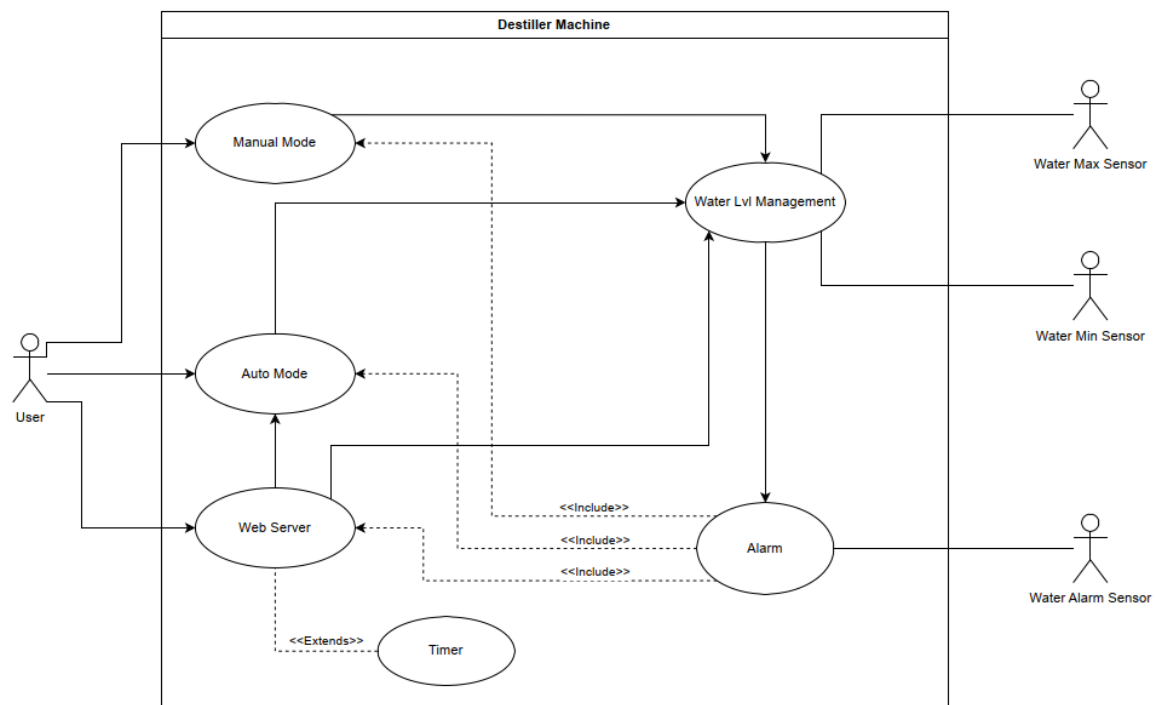 Destiller Machine
Manual Mode
Water Max Sensor
Water Lvl Management
Water Min Sensor
Auto Mode
User
<<Include>>
Web Server
<<Include>>
Alarm
<<Include>>
Water Alarm Sensor
<<Extends>>
Timer